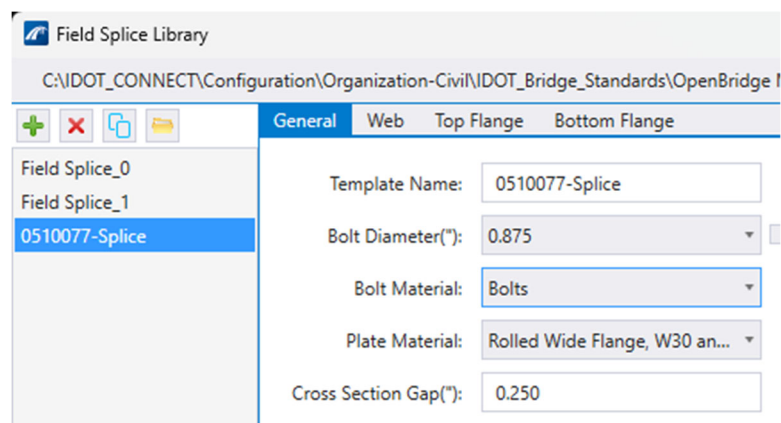 Field Splice Library
C:\IDOT_CONNECT\Configuration\Organization-Civil\IDOT_Bridge_Standards\OpenBridge
General Web Top Flange Bottom Flange
Field Splice_0
Field Splice_1
0510077-Splice
Template Name: 0510077-Splice
Bolt Diameter("): 0.875
Bolt Material: Bolts
Plate Material: Rolled Wide Flange, W30 an...
Cross Section Gap("): 0.250